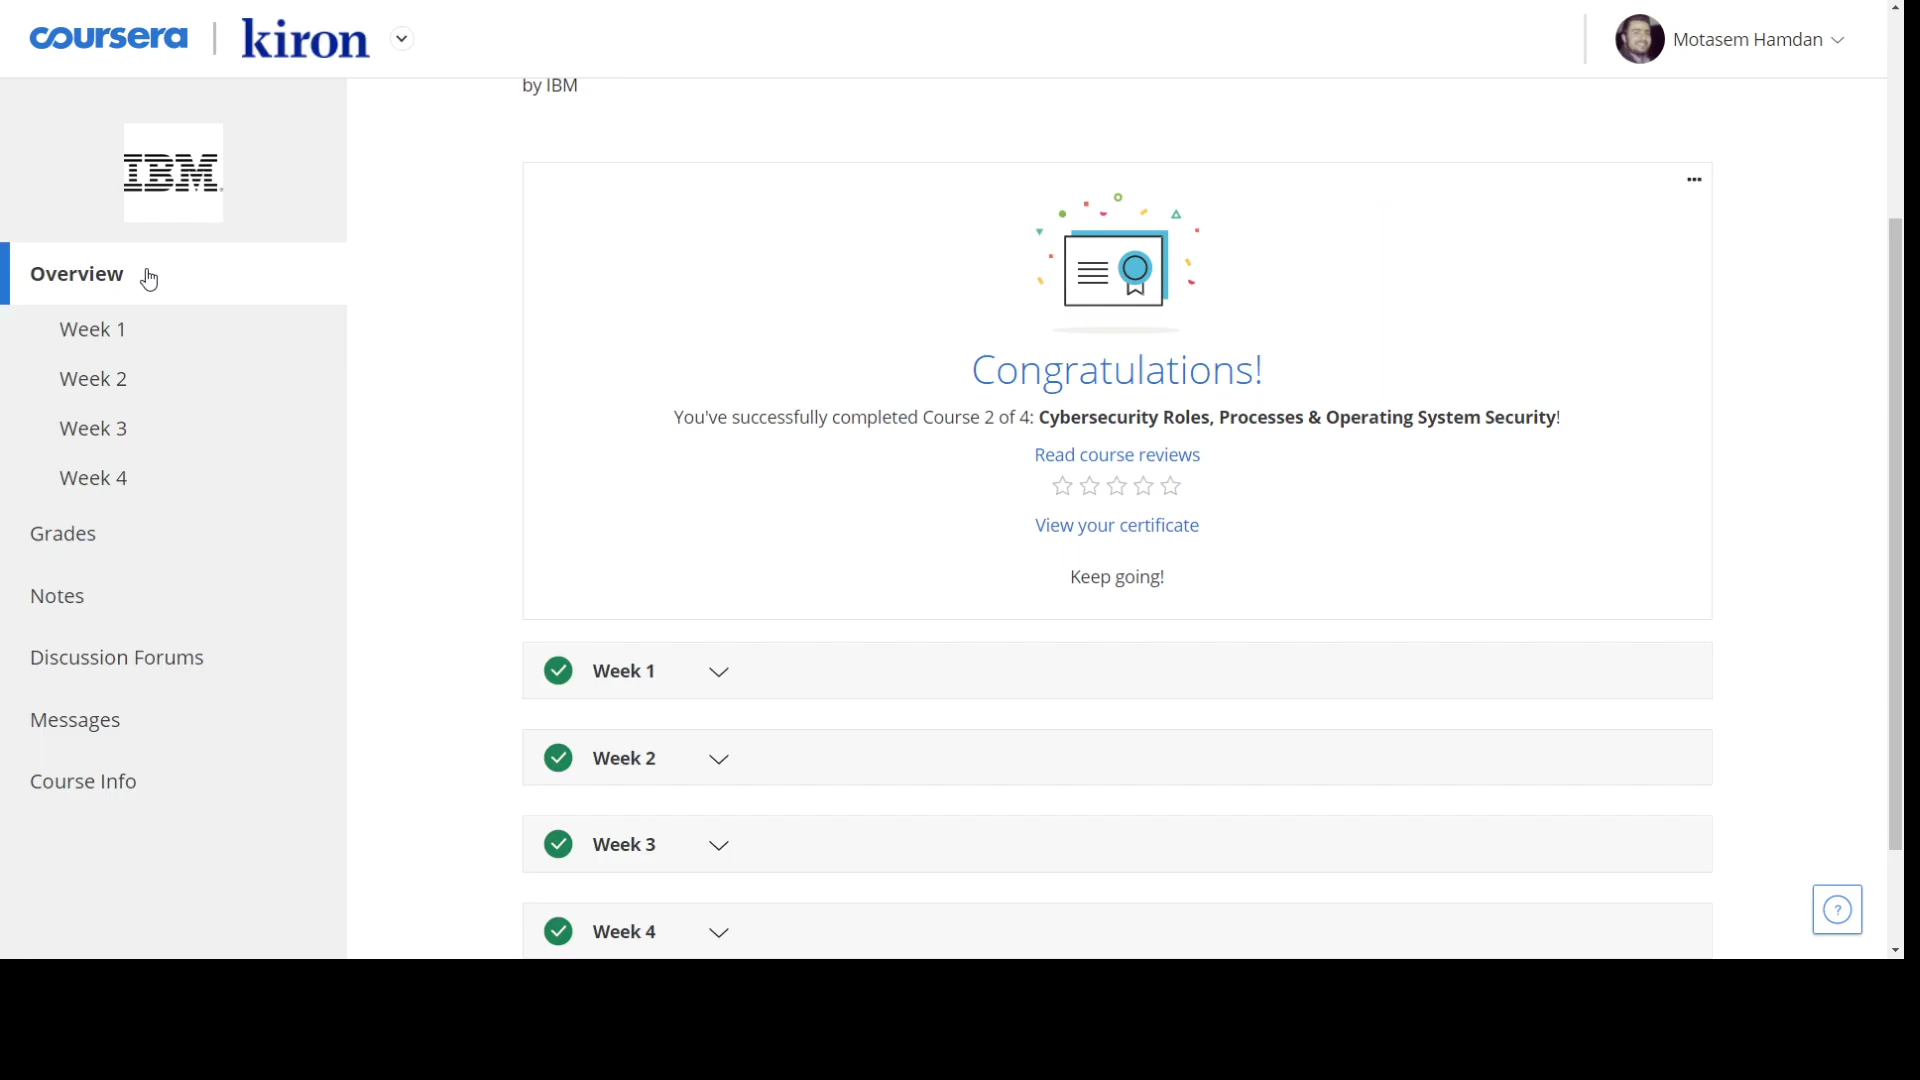 coursera | kiron
Motasem Hamdan
by IBM
IBM
Overview
Week 1
Week 2
Week 3
Week 4
Grades
Notes
Discussion Forums
Messages
Course Info
Congratulations!
You've successfully completed Course 2 of 4: Cybersecurity Roles, Processes & Operating System Security!
Read course reviews
View your certificate
Keep going!
Week 1
Week 2
Week 3
Week 4
?